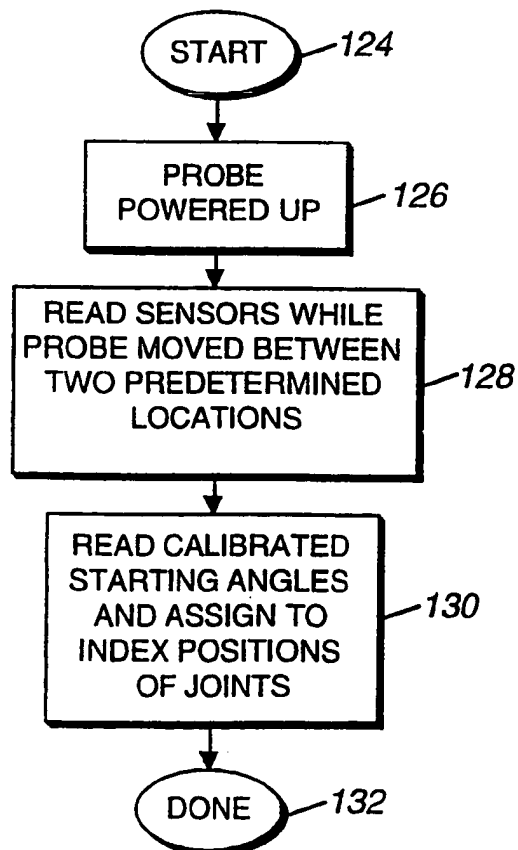 START
124
PROBE
POWERED UP
126
READ SENSORS WHILE
PROBE MOVED BETWEEN
TWO PREDETERMINED
LOCATIONS
128
READ CALIBRATED
STARTING ANGLES
AND ASSIGN TO
INDEX POSITIONS
OF JOINTS
130
DONE
132